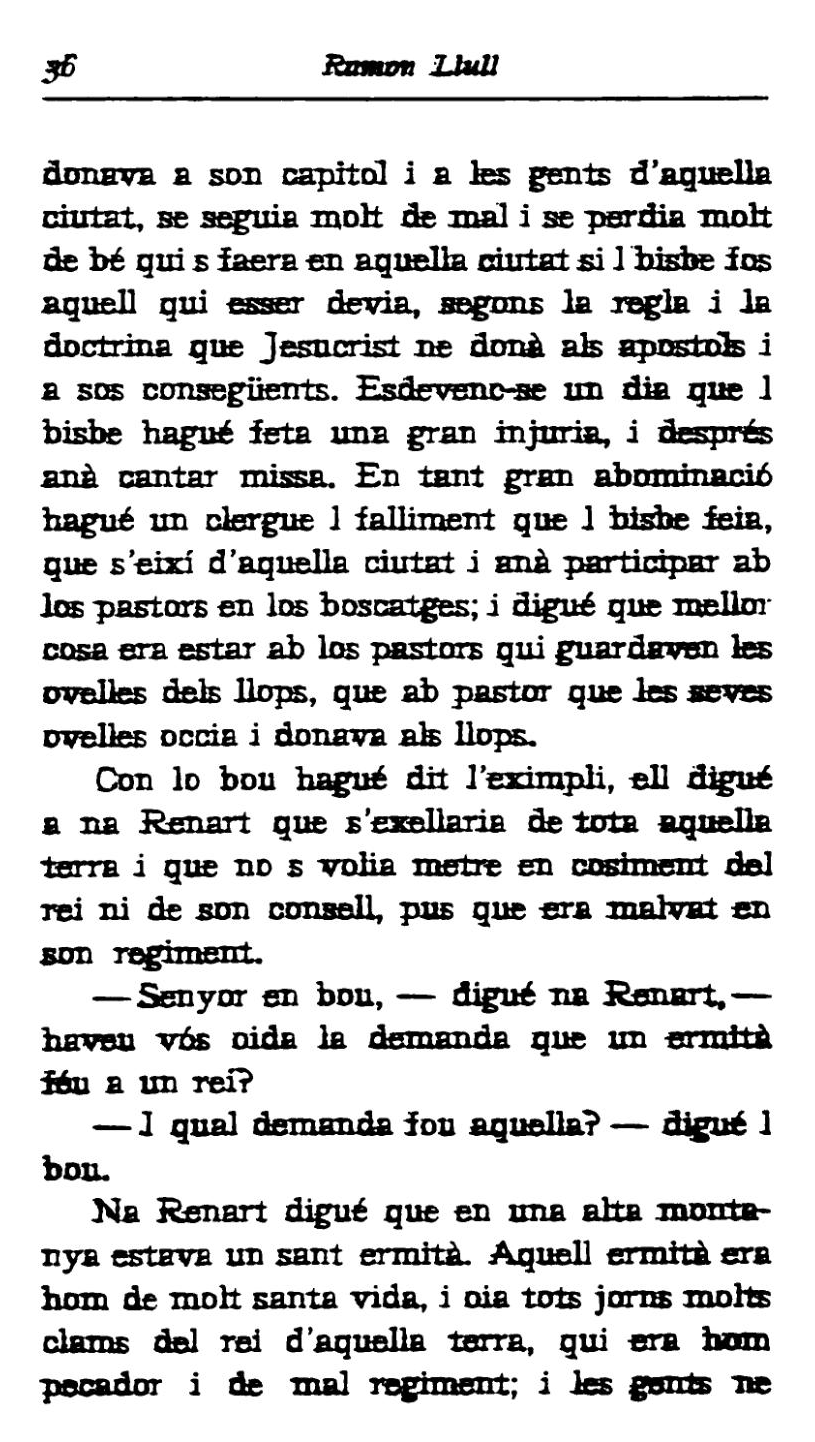 36 Ramon Llull
donava a son capitol i a les gents d'aquella
ciutat, se seguia molt de mal i se perdia molt
de bé qui s faera en aquella ciutat si l bisbe fos
aquell qui esser devia, segons la regla i la
doctrina que Jesucrist ne donà als apostols i
a sos consegüents. Esdevenc-se un dia que l
bisbe hagué feta una gran injuria, i després
anà cantar missa. En tant gran abominació
hagué un clergue l falliment que l bisbe feia,
que s'eixí d'aquella ciutat i anà participar ab
los pastors en los boscatges; i digué que mellor
cosa era estar ab los pastors qui guardaven les
ovelles dels llops, que ab pastor que les seves
ovelles occia i donava als llops.
Con lo bou hagué dit l'eximpli, ell digué
a na Renart que s'exellaria de tota aquella
terra i que no s volia metre en cosiment del
rei ni de son consell, pus que era malvat en
son regiment.
—Senyor en bou, — digué na Renart,—
haveu vós oida la demanda que un ermità
féu a un rei?
—I qual demanda fou aquella? — digué l
bou.
Na Renart digué que en una alta monta-
nya estava un sant ermità. Aquell ermità era
hom de molt santa vida, i oia tots jorns molts
clams del rei d'aquella terra, qui era hom
pecador i de mal regiment; i les gents ne